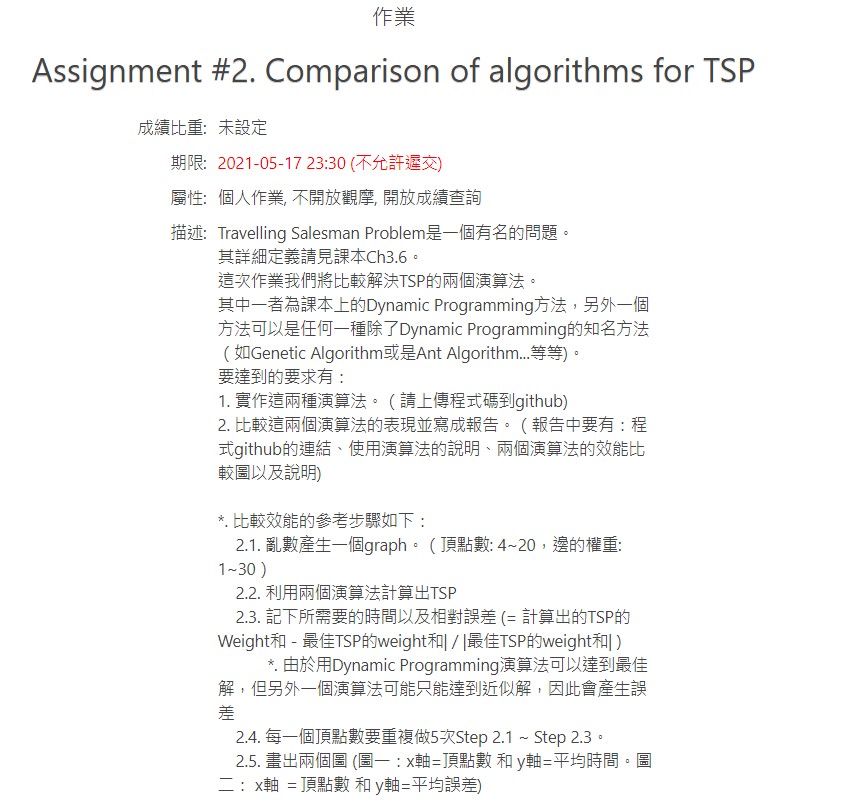 作業
Assignment #2. Comparison of algorithms for TSP
成績比重: 未設定
期限: 2021-05-17 23:30 (不允許遲交)
屬性: 個人作業, 不開放觀摩, 開放成績查詢
描述: Travelling Salesman Problem是一個有名的問題。
其詳細定義請見課本Ch3.6。
這次作業我們將比較解決TSP的兩個演算法。
其中一者為課本上的Dynamic Programming方法，另外一個
方法可以是任何一種除了Dynamic Programming的知名方法
（如Genetic Algorithm或是Ant Algorithm...等等)。
要達到的要求有：
1. 實作這兩種演算法。（請上傳程式碼到github)
2. 比較這兩個演算法的表現並寫成報告。（報告中要有：程
式github的連結、使用演算法的說明、兩個演算法的效能比
較圖以及說明)
*. 比較效能的參考步驟如下：
2.1. 亂數產生一個graph。（頂點數: 4~20，邊的權重:
1~30）
2.2. 利用兩個演算法計算出TSP
2.3. 記下所需要的時間以及相對誤差 (= 計算出的TSP的
Weight和 - 最佳TSP的weight和| / |最佳TSP的weight和| )
*. 由於用Dynamic Programming演算法可以達到最佳
解，但另外一個演算法可能只能達到近似解，因此會產生誤
差
2.4. 每一個頂點數要重複做5次Step 2.1 ~ Step 2.3。
2.5. 畫出兩個圖 (圖一：x軸=頂點數 和 y軸=平均時間。圖
二： x軸 ＝頂點數 和 y軸=平均誤差)